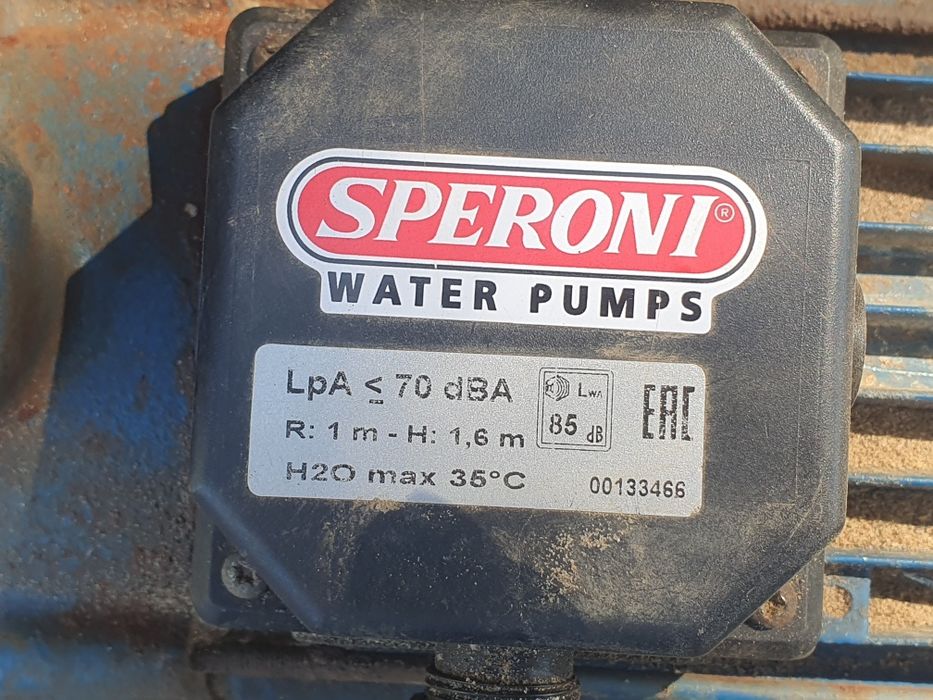 SPERONI®
WATER PUMPS
LpA ≤ 70 dBA
R: 1 m - H: 1,6 m
H2O max 35°C
LWA
85 dB
EAC
00133466